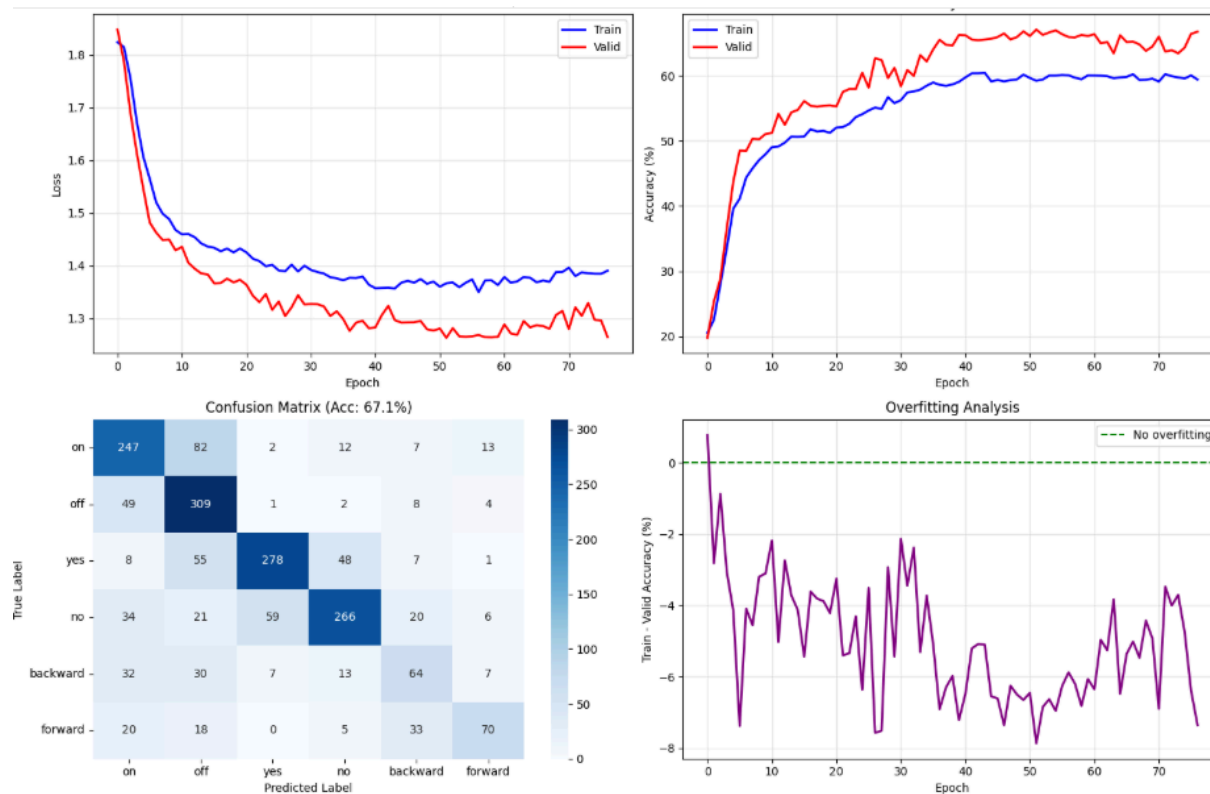 Train
Valid
1.8
1.7
1.6
1.5
1.4
1.3
Loss
0 10 20 30 40 50 60 70
Epoch
Train
Valid
60
50
40
30
20
Accuracy (%)
0 10 20 30 40 50 60 70
Epoch
Confusion Matrix (Acc: 67.1%)
on 247 82 2 12 7 13
off 49 309 1 2 8 4
yes 8 55 278 48 7 1
no 34 21 59 266 20 6
backward 32 30 7 13 64 7
forward 20 18 0 5 33 70
on off yes no backward forward
True Label
Predicted Label
300
250
200
150
100
50
0
Overfitting Analysis
No overfitting
0
−2
−4
−6
−8
Train - Valid Accuracy (%)
0 10 20 30 40 50 60 70
Epoch